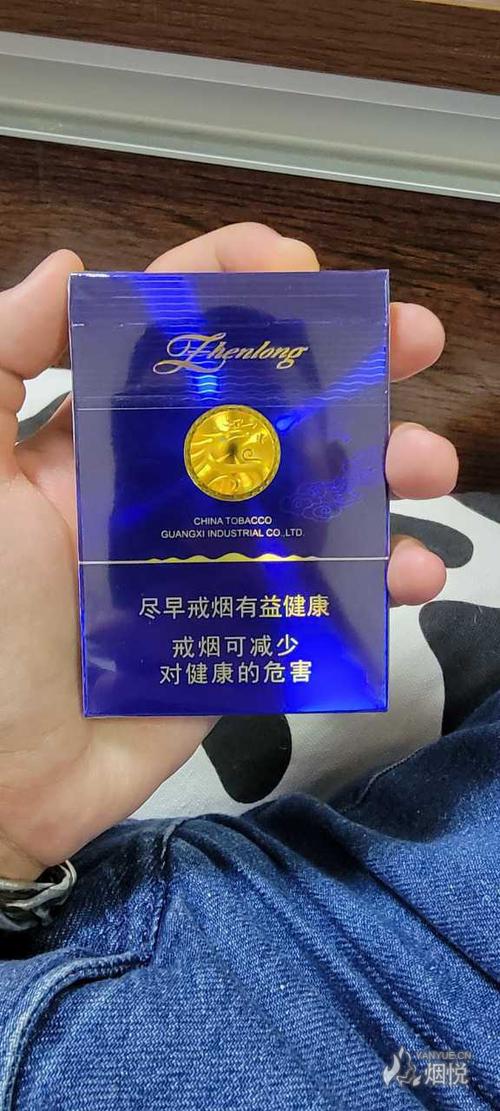 Zhenlong
CHINA TOBACCO
GUANGXI INDUSTRIAL CO.,LTD.
尽早戒烟有益健康
戒烟可减少
对健康的危害
YANYUE.CN
烟悦